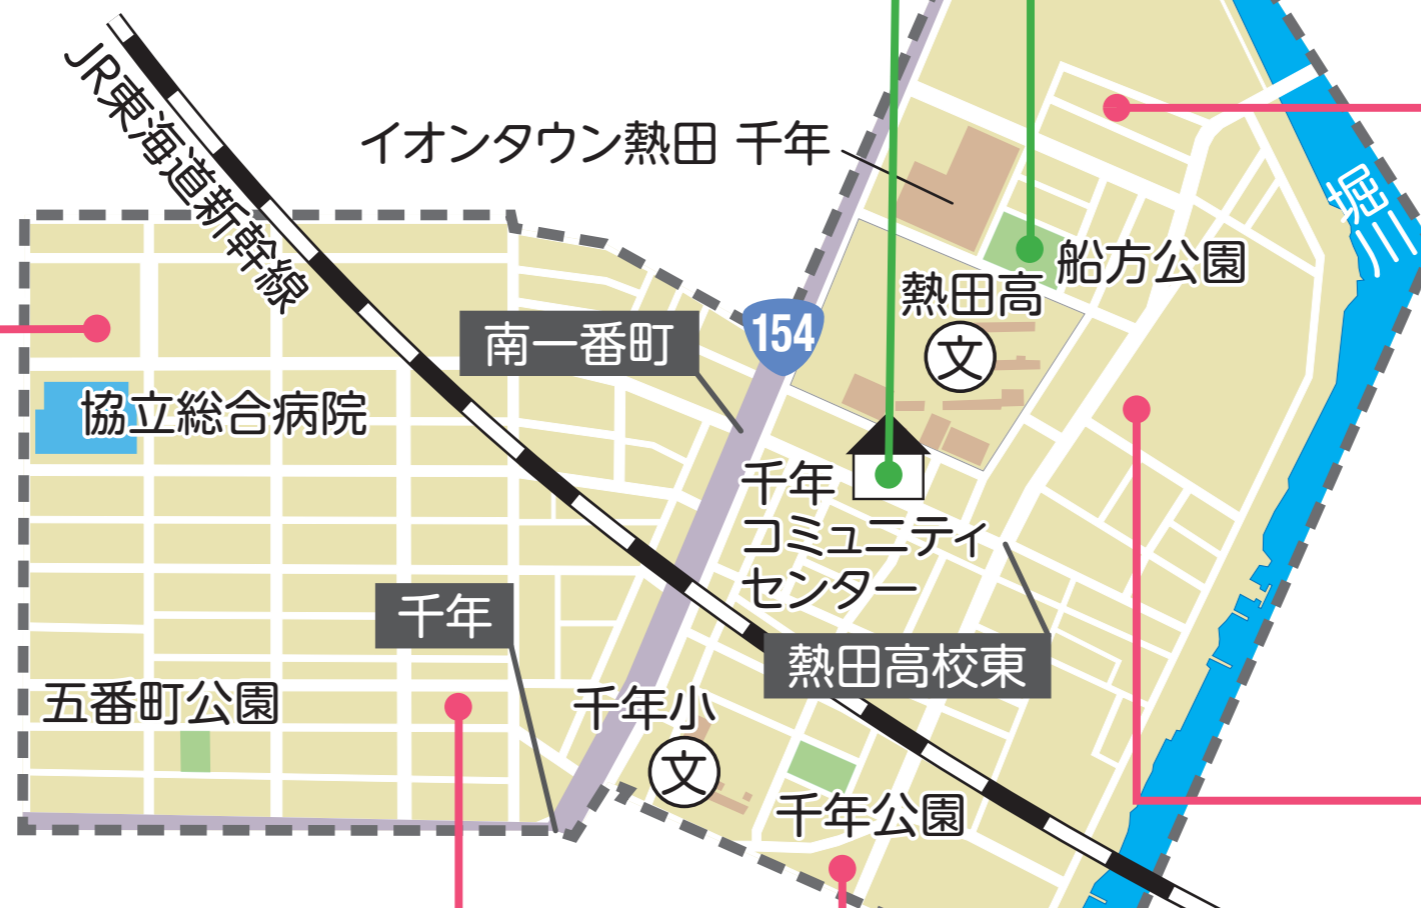 JR東海道新幹線
イオンタウン熱田 千年
堀川
船方公園
熱田高
文
154
南一番町
協立総合病院
千年
コミュニティ
センター
千年
熱田高校東
五番町公園
千年小
文
千年公園